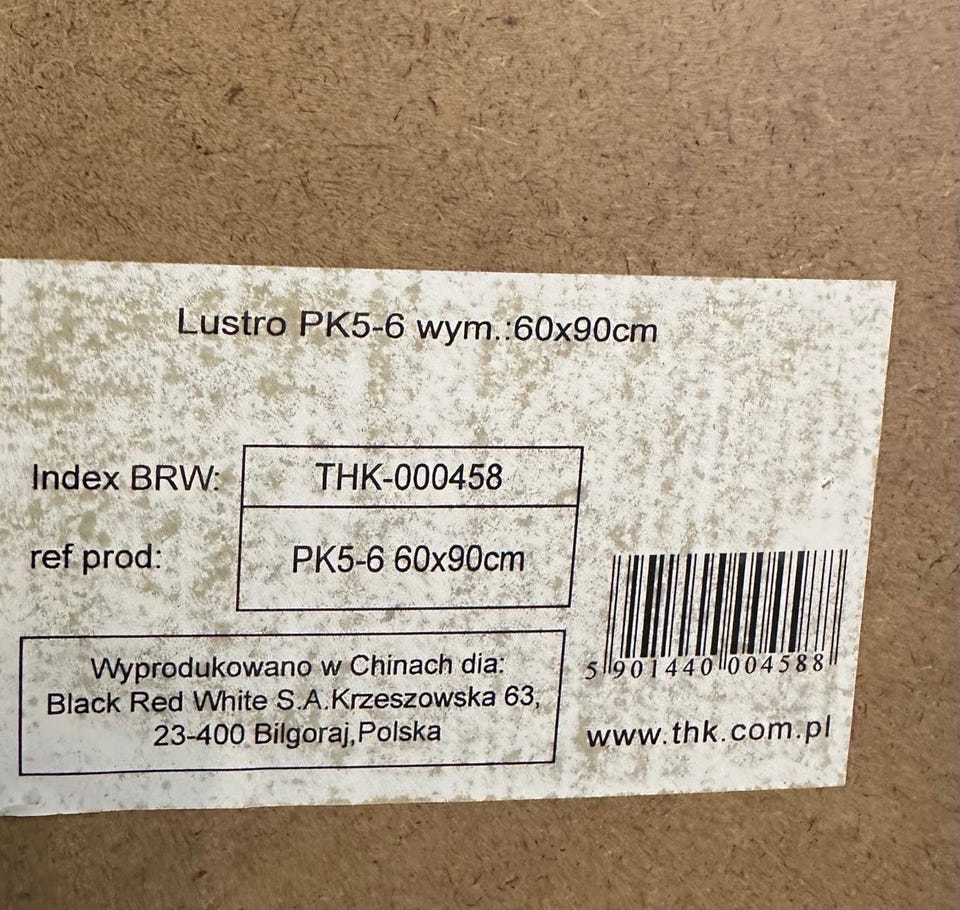 Lustro PK5-6 wym.:60x90cm
Index BRW: THK-000458
ref prod: PK5-6 60x90cm
Wyprodukowano w Chinach dia:
Black Red White S.A.Krzeszowska 63,
23-400 Bilgoraj,Polska
5 901440 004588
www.thk.com.pl